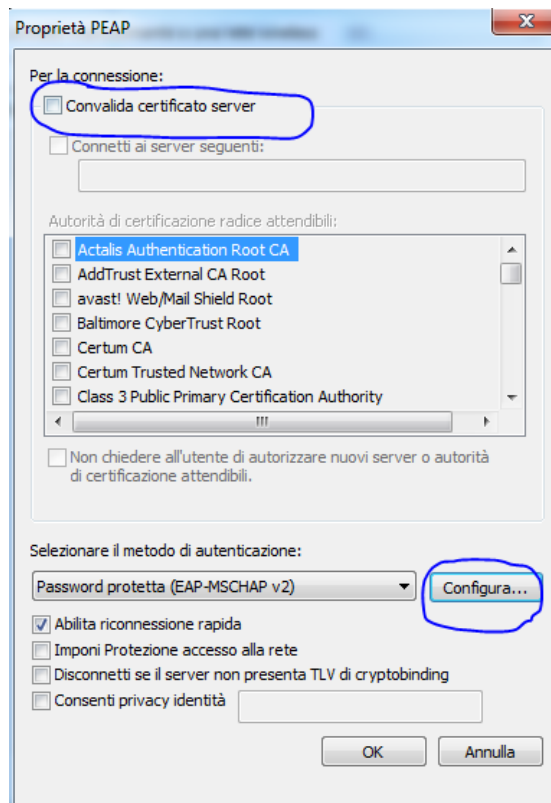 Proprietà PEAP
Per la connessione:
Convalida certificato server
Connetti ai server seguenti:
Autorità di certificazione radice attendibili:
Actalis Authentication Root CA
AddTrust External CA Root
avast! Web/Mail Shield Root
Baltimore CyberTrust Root
Certum CA
Certum Trusted Network CA
Class 3 Public Primary Certification Authority
Non chiedere all'utente di autorizzare nuovi server o autorità
di certificazione attendibili.
Selezionare il metodo di autenticazione:
Password protetta (EAP-MSCHAP v2)
Configura...
Abilita riconnessione rapida
Imponi Protezione accesso alla rete
Disconnetti se il server non presenta TLV di cryptobinding
Consenti privacy identità
OK
Annulla